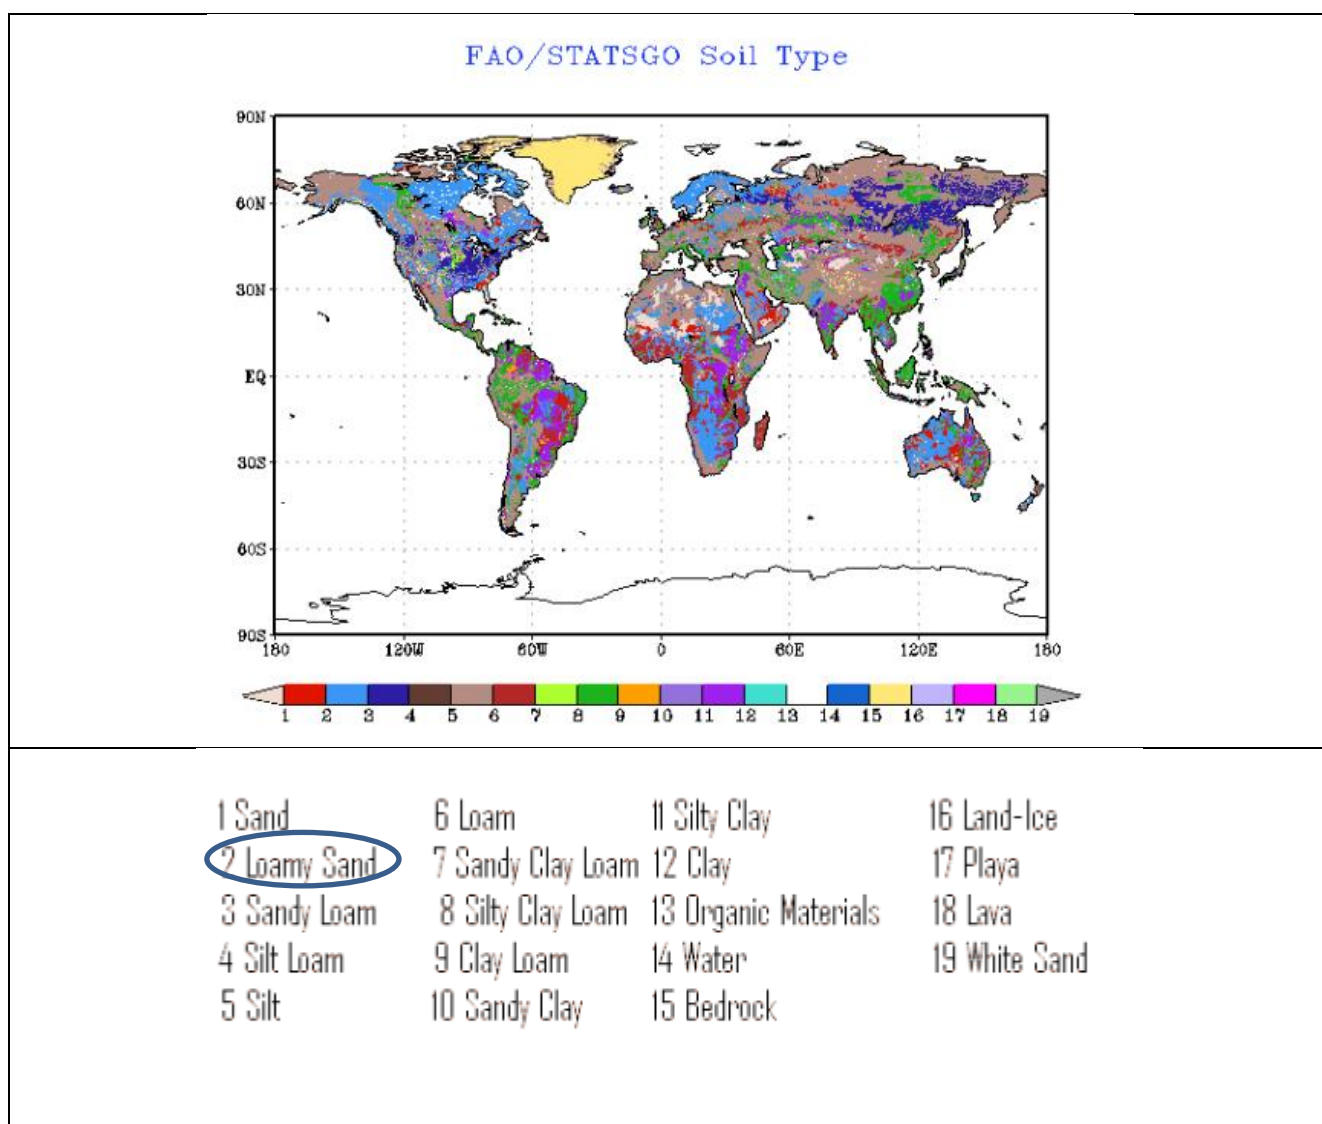 FAO/STATSGO Soil Type
90N
60N
30N
EQ
30S
60S
90S
180 120W 60W 0 60E 120E 180
1 2 3 4 5 6 7 8 9 10 11 12 13 14 15 16 17 18 19
1 Sand 6 Loam 11 Silty Clay 16 Land-Ice
2 Loamy Sand 7 Sandy Clay Loam 12 Clay 17 Playa
3 Sandy Loam 8 Silty Clay Loam 13 Organic Materials 18 Lava
4 Silt Loam 9 Clay Loam 14 Water 19 White Sand
5 Silt 10 Sandy Clay 15 Bedrock